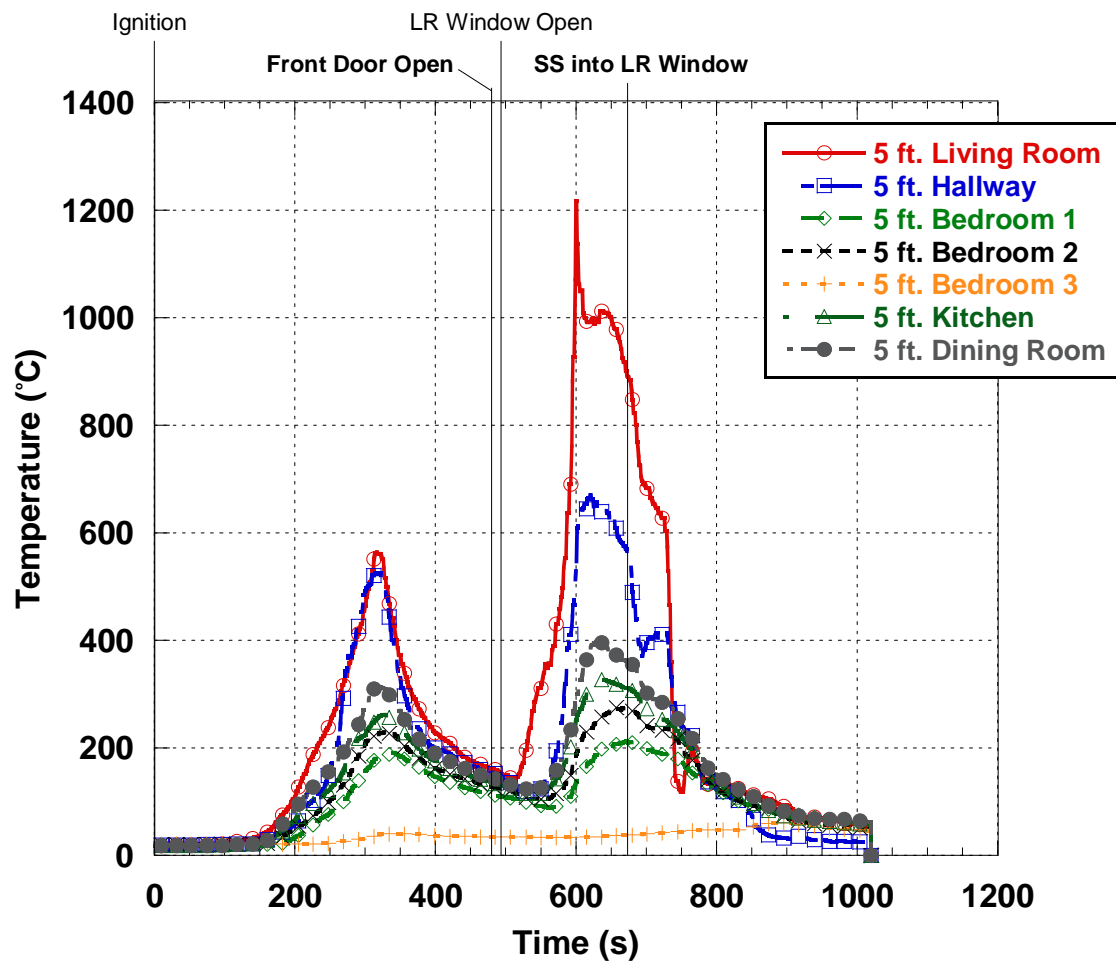 Ignition
LR Window Open
Front Door Open
SS into LR Window
1400
1200
1000
800
600
400
200
0
Temperature (°C)
5 ft. Living Room
5 ft. Hallway
5 ft. Bedroom 1
5 ft. Bedroom 2
5 ft. Bedroom 3
5 ft. Kitchen
5 ft. Dining Room
0 200 400 600 800 1000 1200
Time (s)